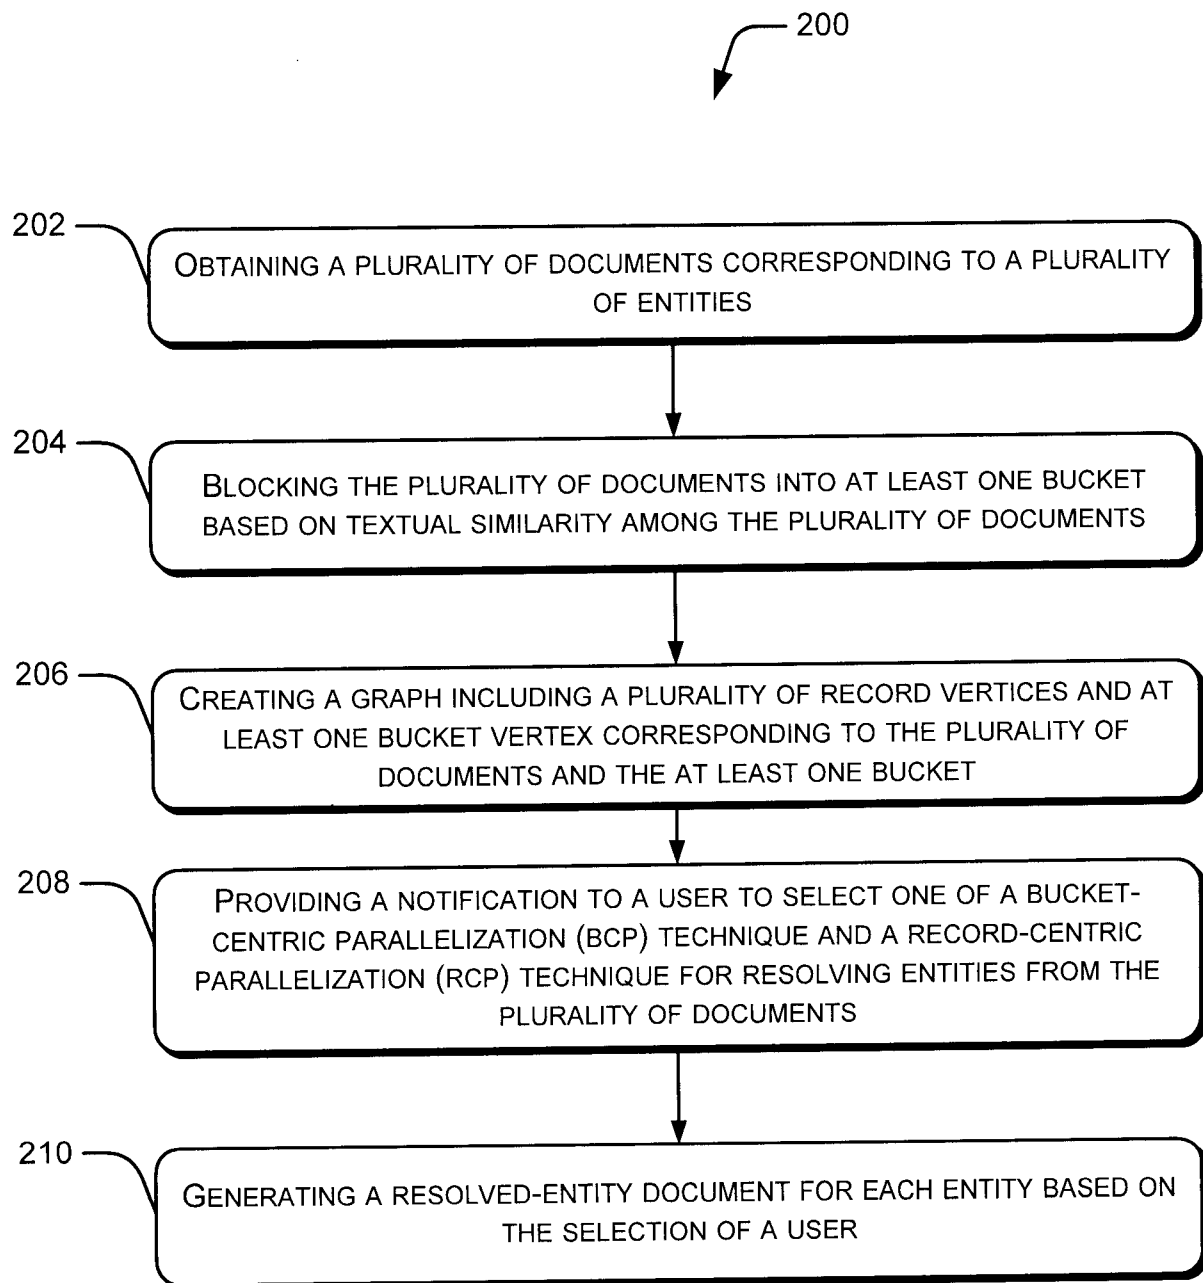 200
202
OBTAINING A PLURALITY OF DOCUMENTS CORRESPONDING TO A PLURALITY
OF ENTITIES
204
BLOCKING THE PLURALITY OF DOCUMENTS INTO AT LEAST ONE BUCKET
BASED ON TEXTUAL SIMILARITY AMONG THE PLURALITY OF DOCUMENTS
206
CREATING A GRAPH INCLUDING A PLURALITY OF RECORD VERTICES AND AT
LEAST ONE BUCKET VERTEX CORRESPONDING TO THE PLURALITY OF
DOCUMENTS AND THE AT LEAST ONE BUCKET
208
PROVIDING A NOTIFICATION TO A USER TO SELECT ONE OF A BUCKET-
CENTRIC PARALLELIZATION (BCP) TECHNIQUE AND A RECORD-CENTRIC
PARALLELIZATION (RCP) TECHNIQUE FOR RESOLVING ENTITIES FROM THE
PLURALITY OF DOCUMENTS
210
GENERATING A RESOLVED-ENTITY DOCUMENT FOR EACH ENTITY BASED ON
THE SELECTION OF A USER